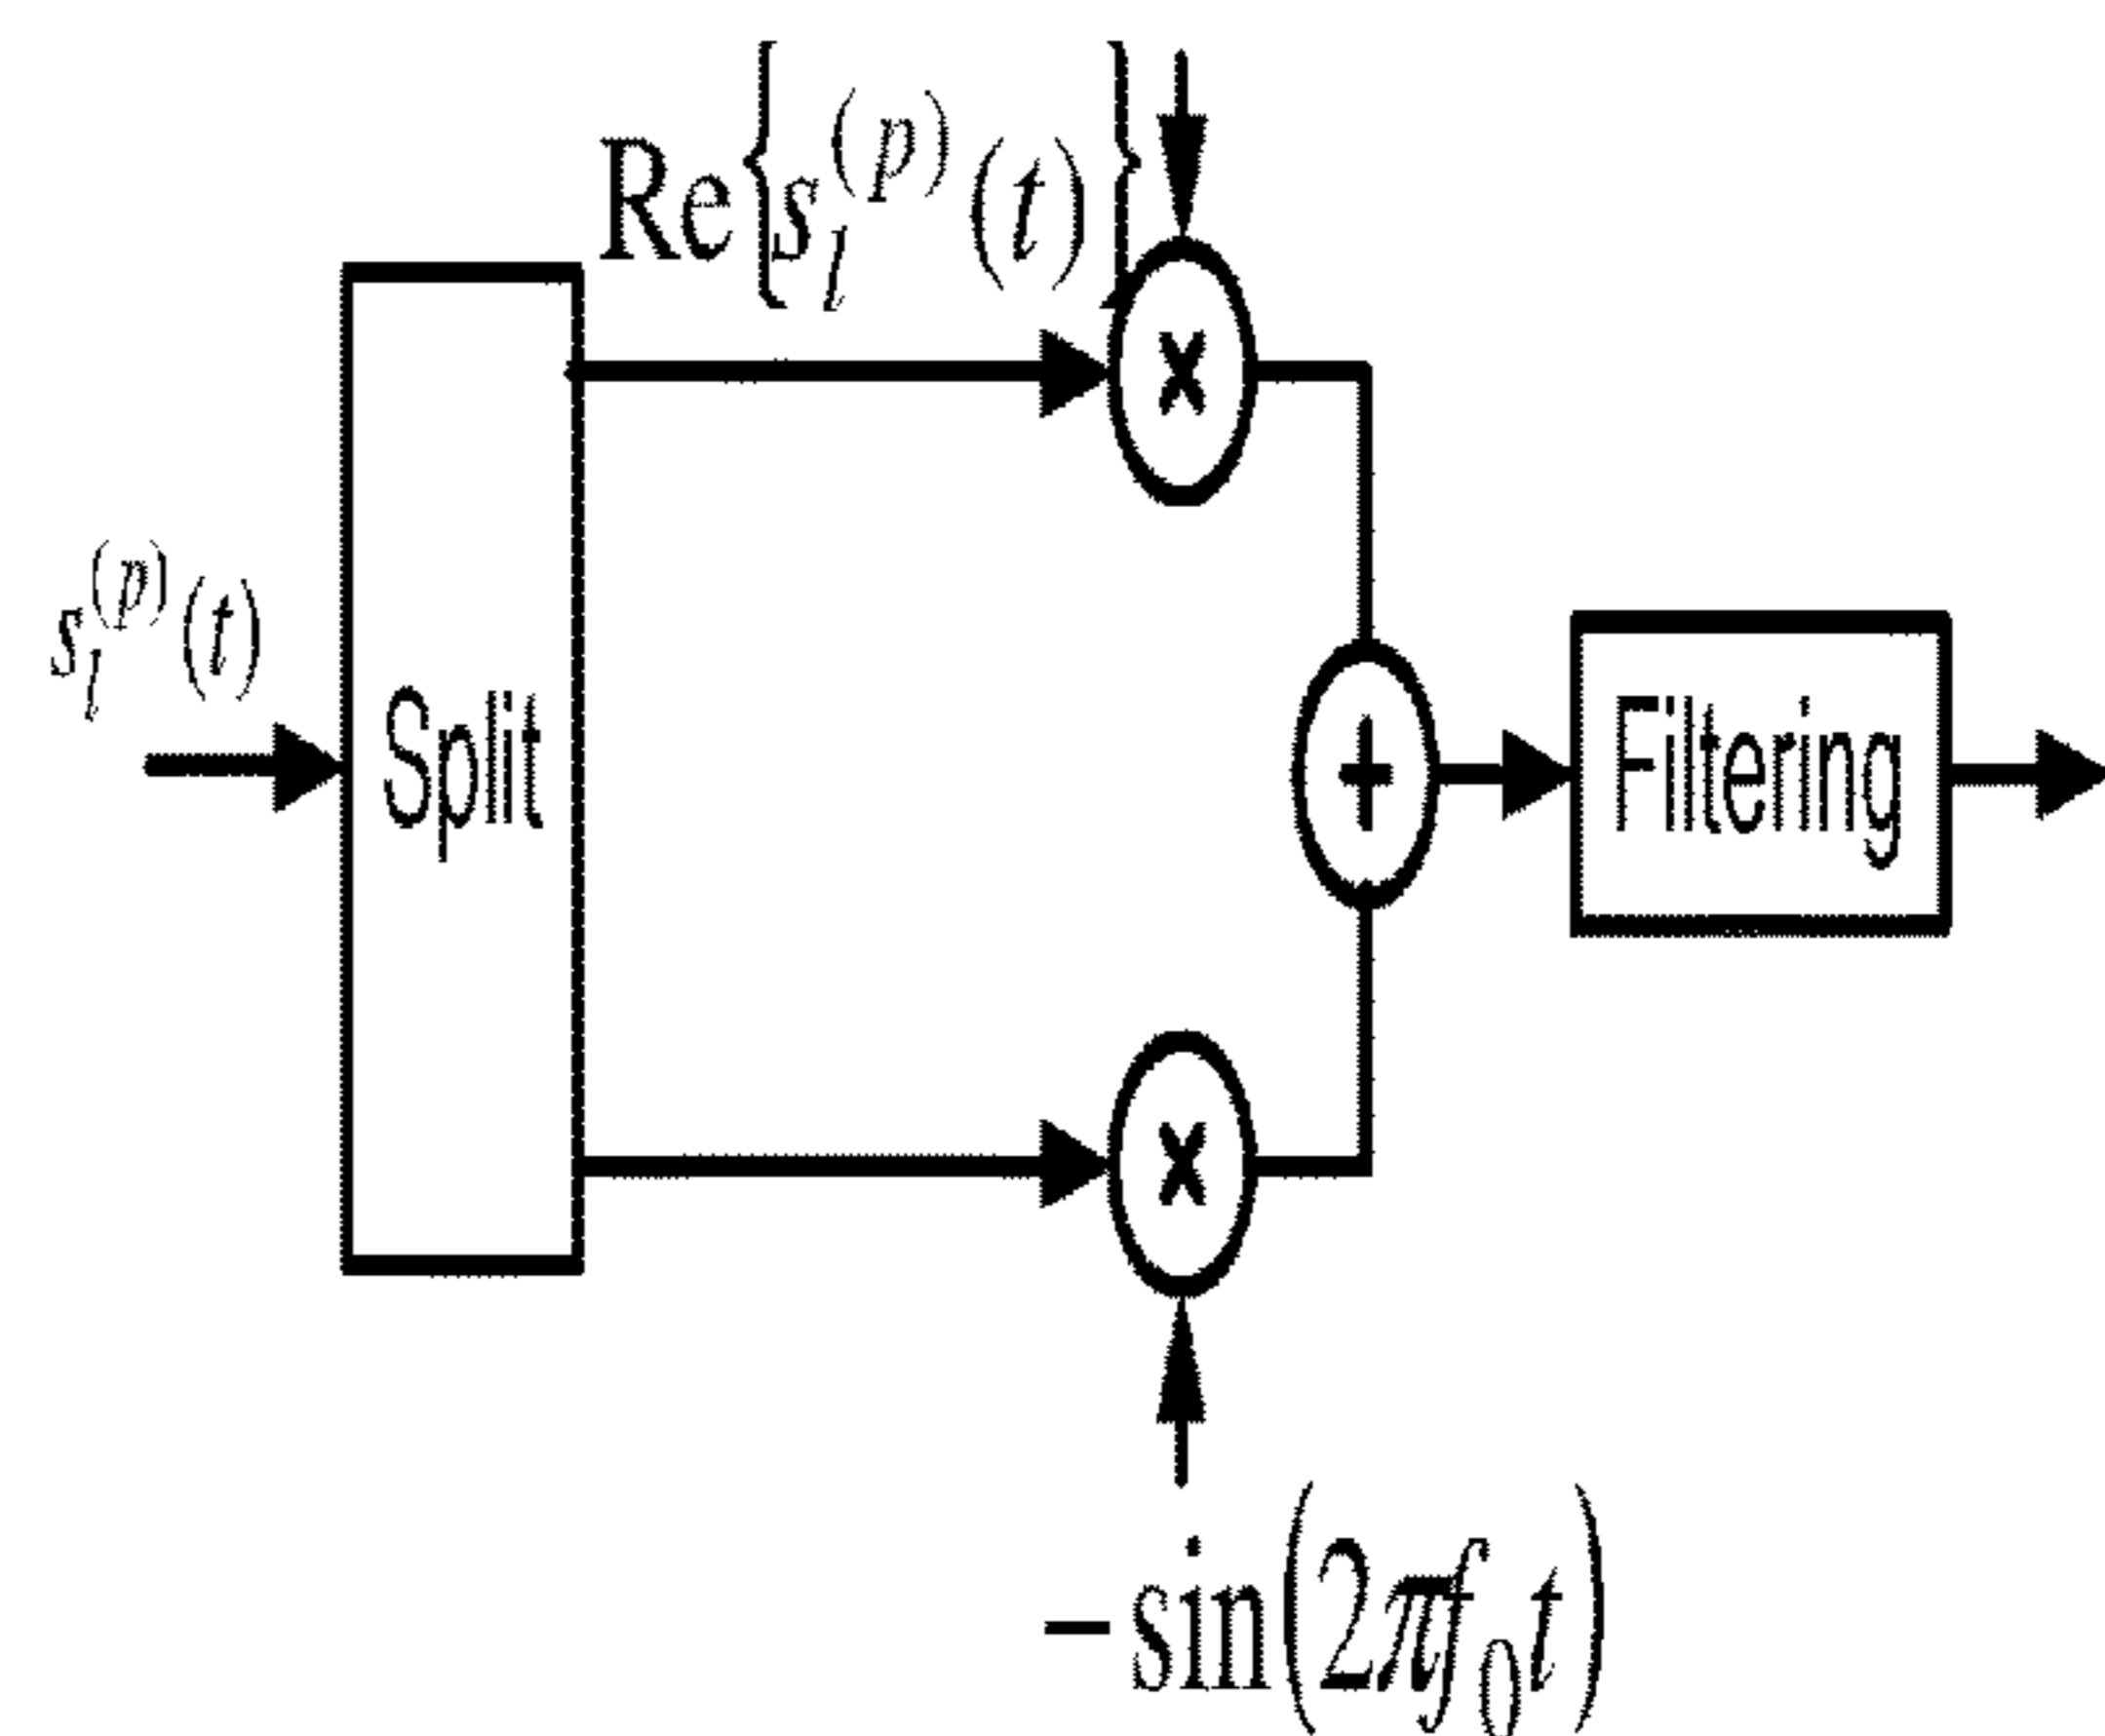 Re{s_l^(p)(t)}
×
s_l^(p)(t)
Split
+
Filtering
×
−sin(2πf_0t)